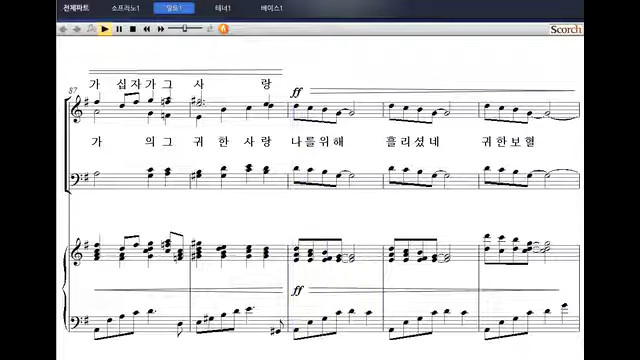 전체파트 소프라노1 알토1 테너1 베이스1
Scorch
가 십자가그 사 랑
87
ff
가 의그 귀한사랑 나를위해 흘리셨네 귀한보혈
ff